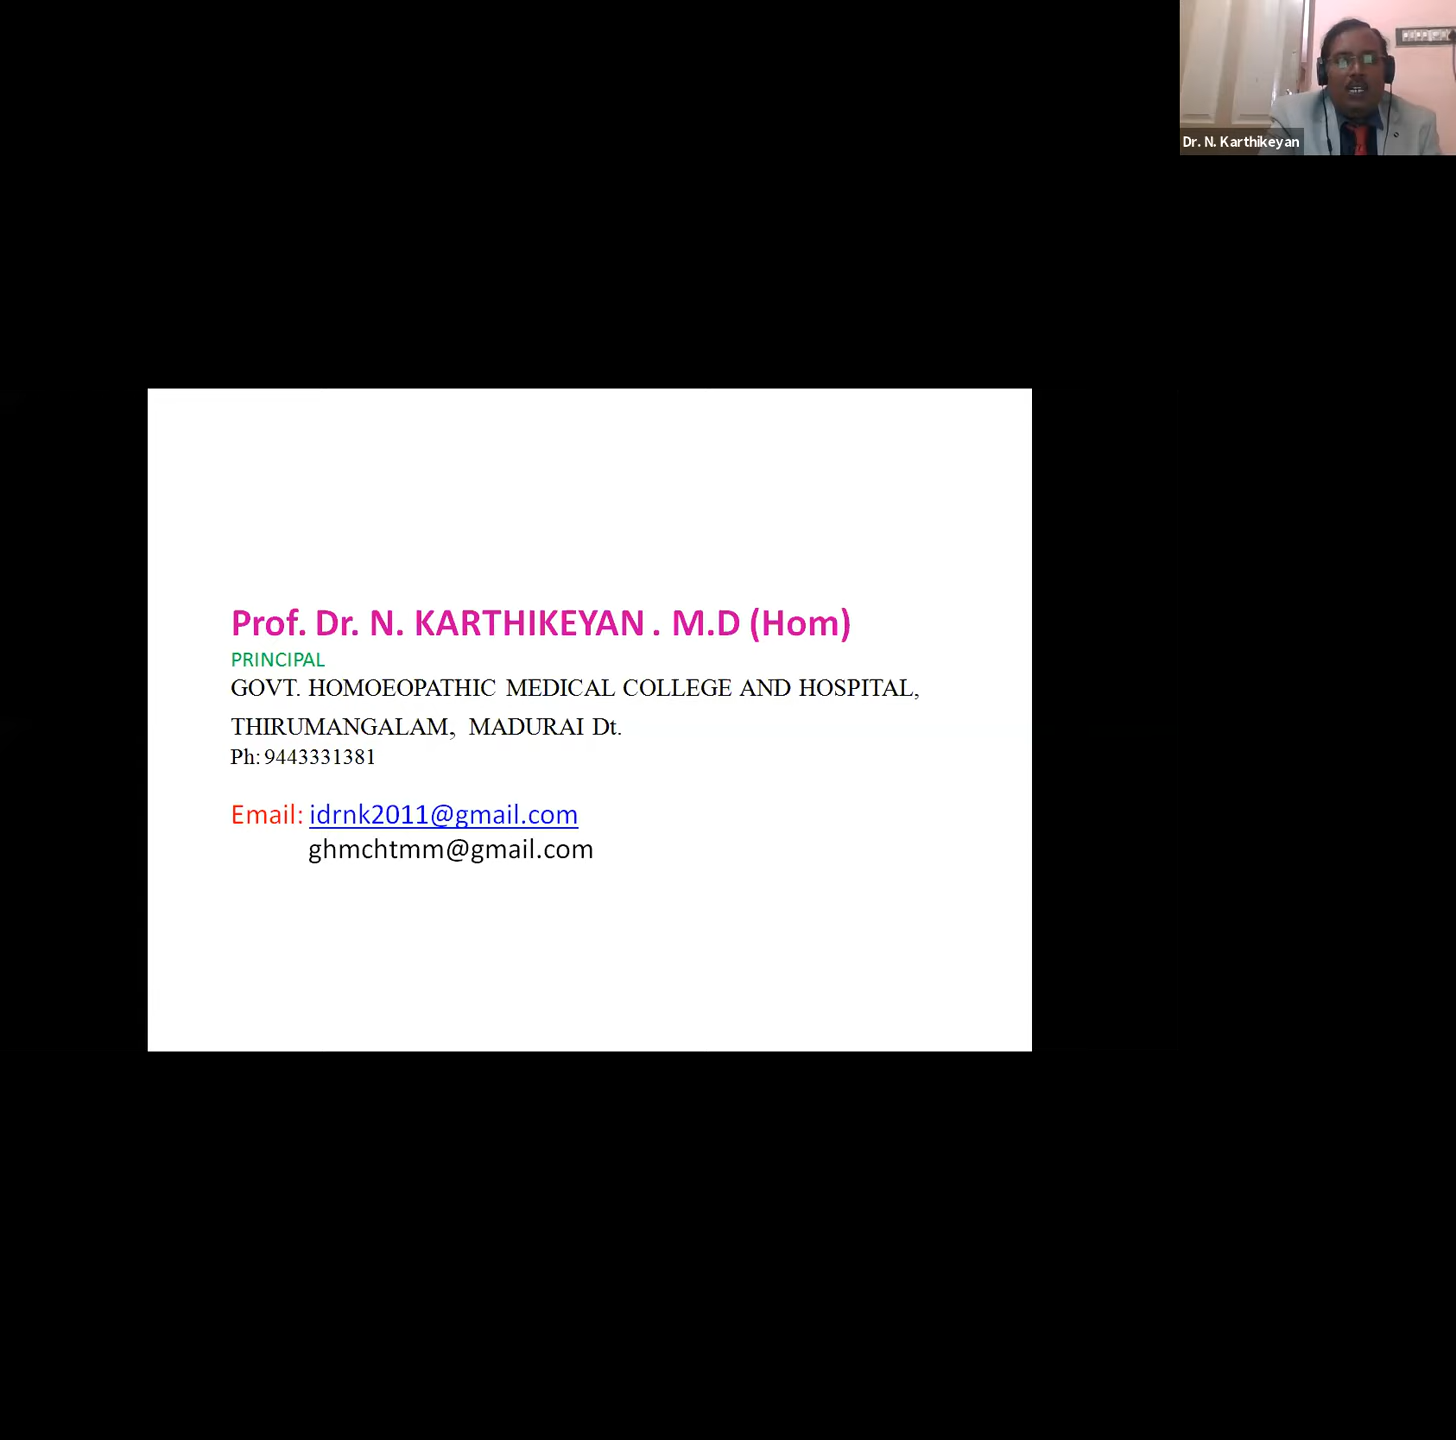 Dr. N. Karthikeyan
Prof. Dr. N. KARTHIKEYAN . M.D (Hom)
PRINCIPAL
GOVT. HOMOEOPATHIC MEDICAL COLLEGE AND HOSPITAL,
THIRUMANGALAM, MADURAI Dt.
Ph: 9443331381
Email: idrnk2011@gmail.com
ghmchtmm@gmail.com